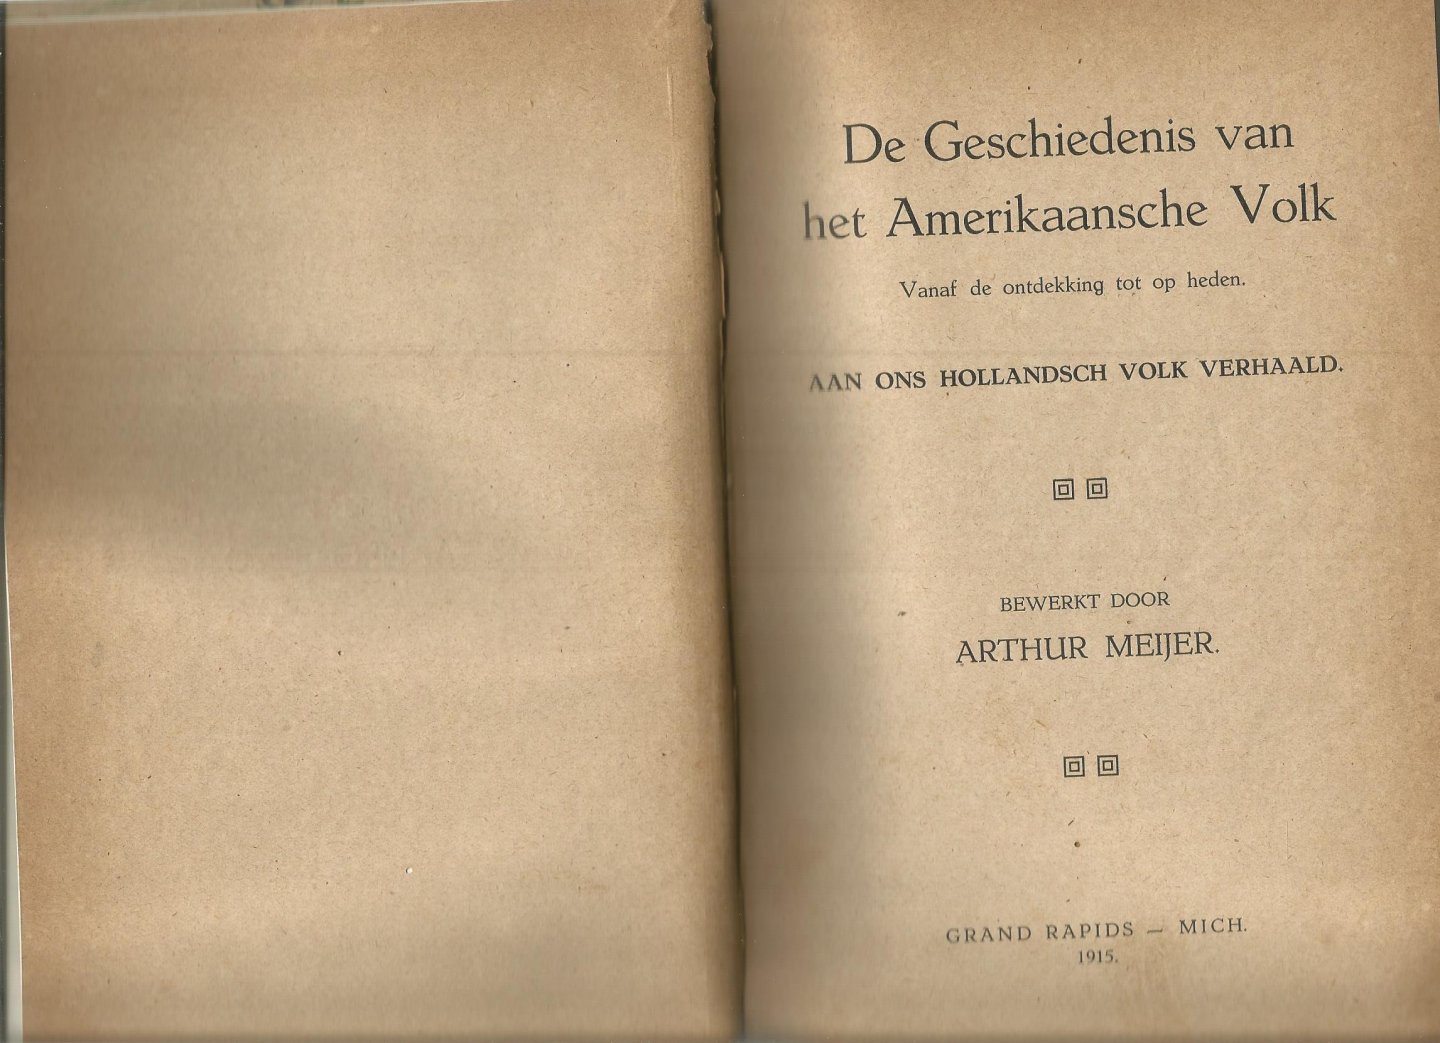 De Geschiedenis van
het Amerikaansche Volk
Vanaf de ontdekking tot op heden.
AAN ONS HOLLANDSCH VOLK VERHAALD.
BEWERKT DOOR
ARTHUR MEIJER.
GRAND RAPIDS — MICH.
1915.